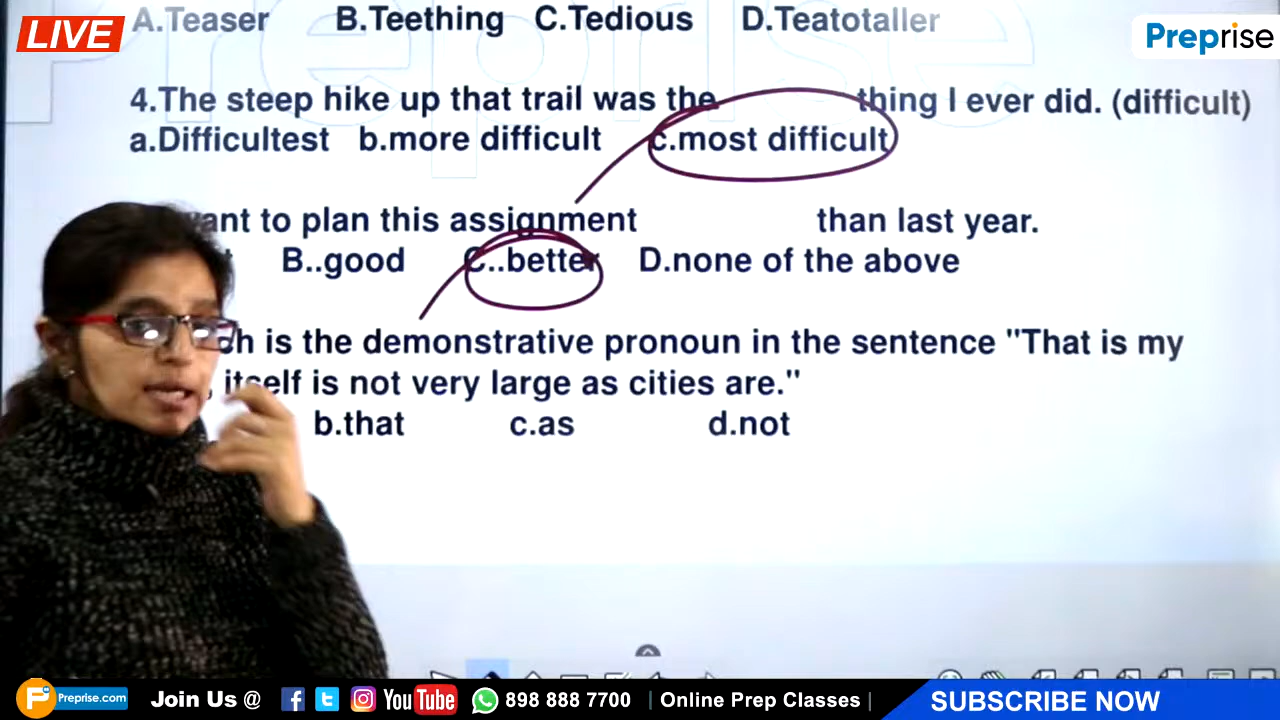 LIVE
A.Teaser B.Teething C.Tedious D.Teatotaller
Preprise
4.The steep hike up that trail was the thing I ever did. (difficult)
a.Difficultest b.more difficult c.most difficult
to plan this assignment than last year.
B..good C..better D.none of the above
is the demonstrative pronoun in the sentence "That is my
itself is not very large as cities are."
b.that c.as d.not
Preprise.com Join Us @ YouTube 898 888 7700 | Online Prep Classes | SUBSCRIBE NOW